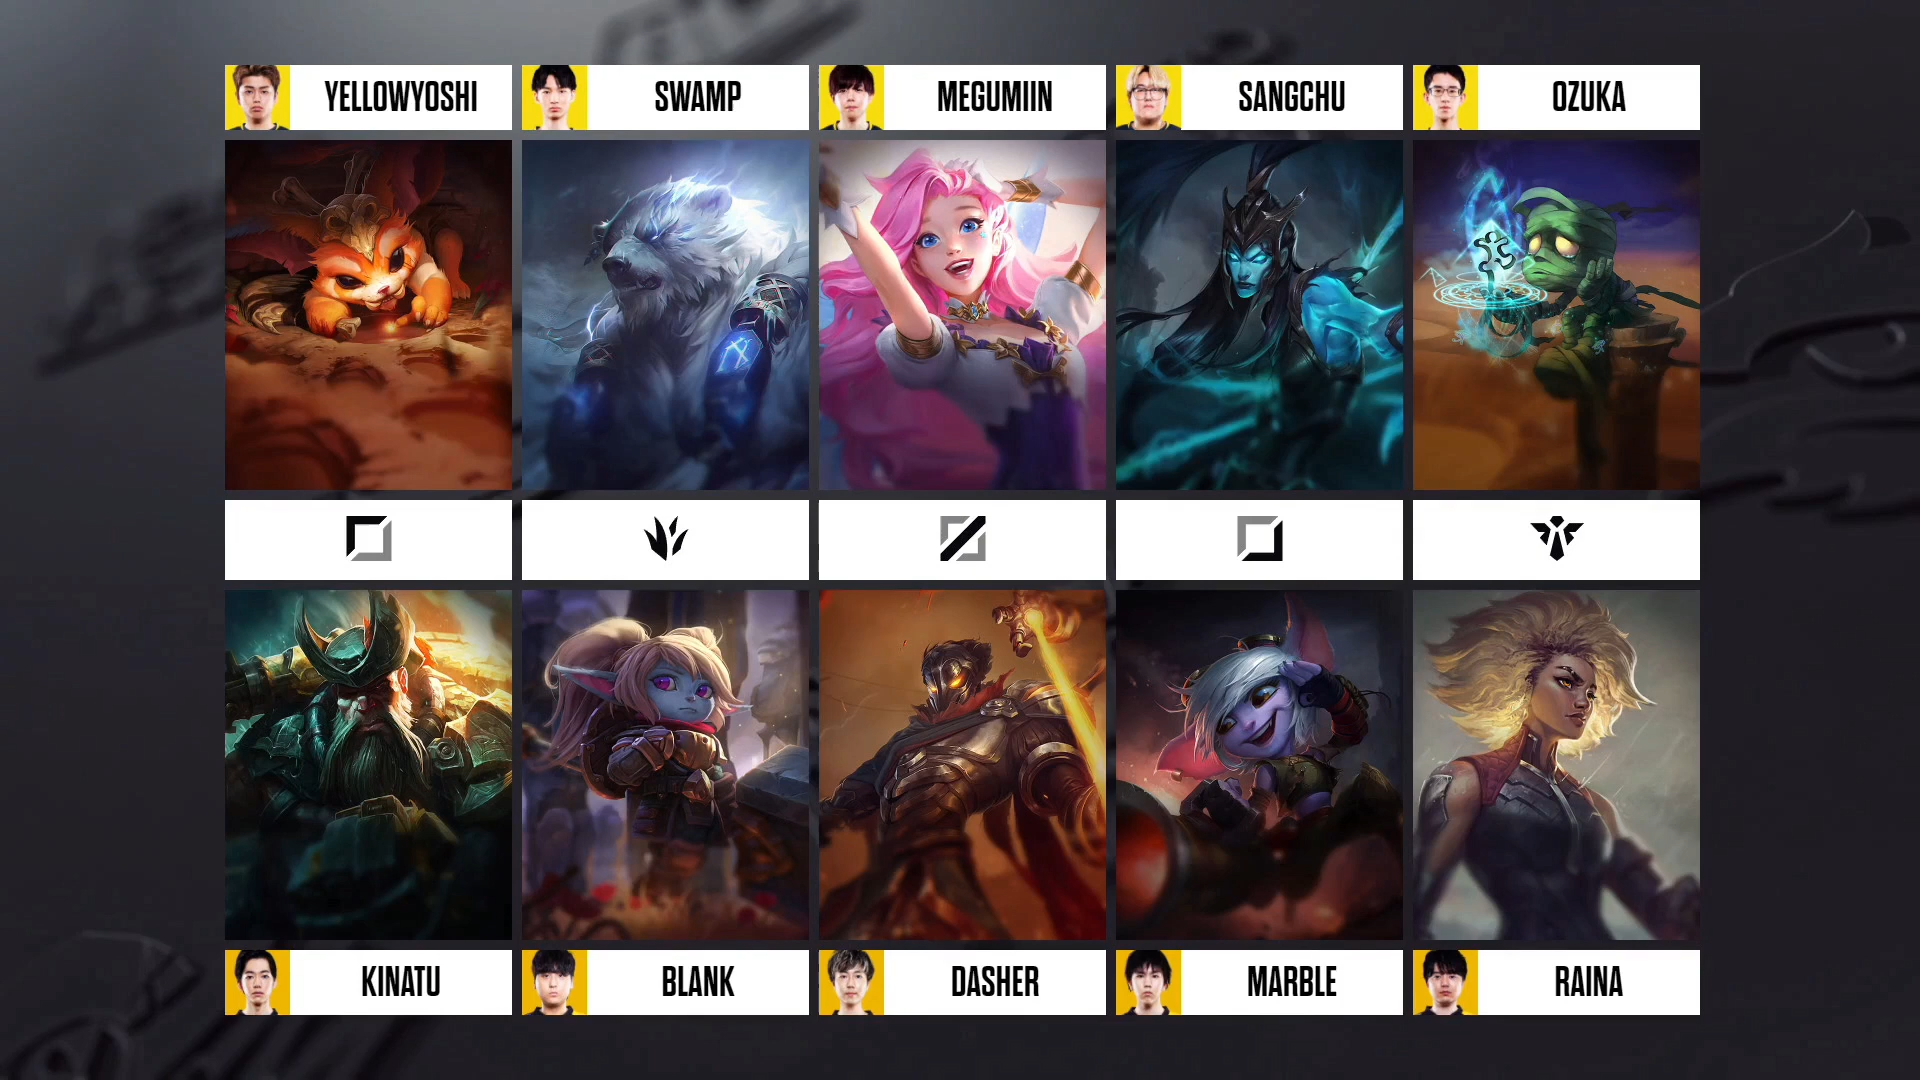 YELLOWYOSHI
SWAMP
MEGUMIIN
SANGCHU
OZUKA
KINATU
BLANK
DASHER
MARBLE
RAINA